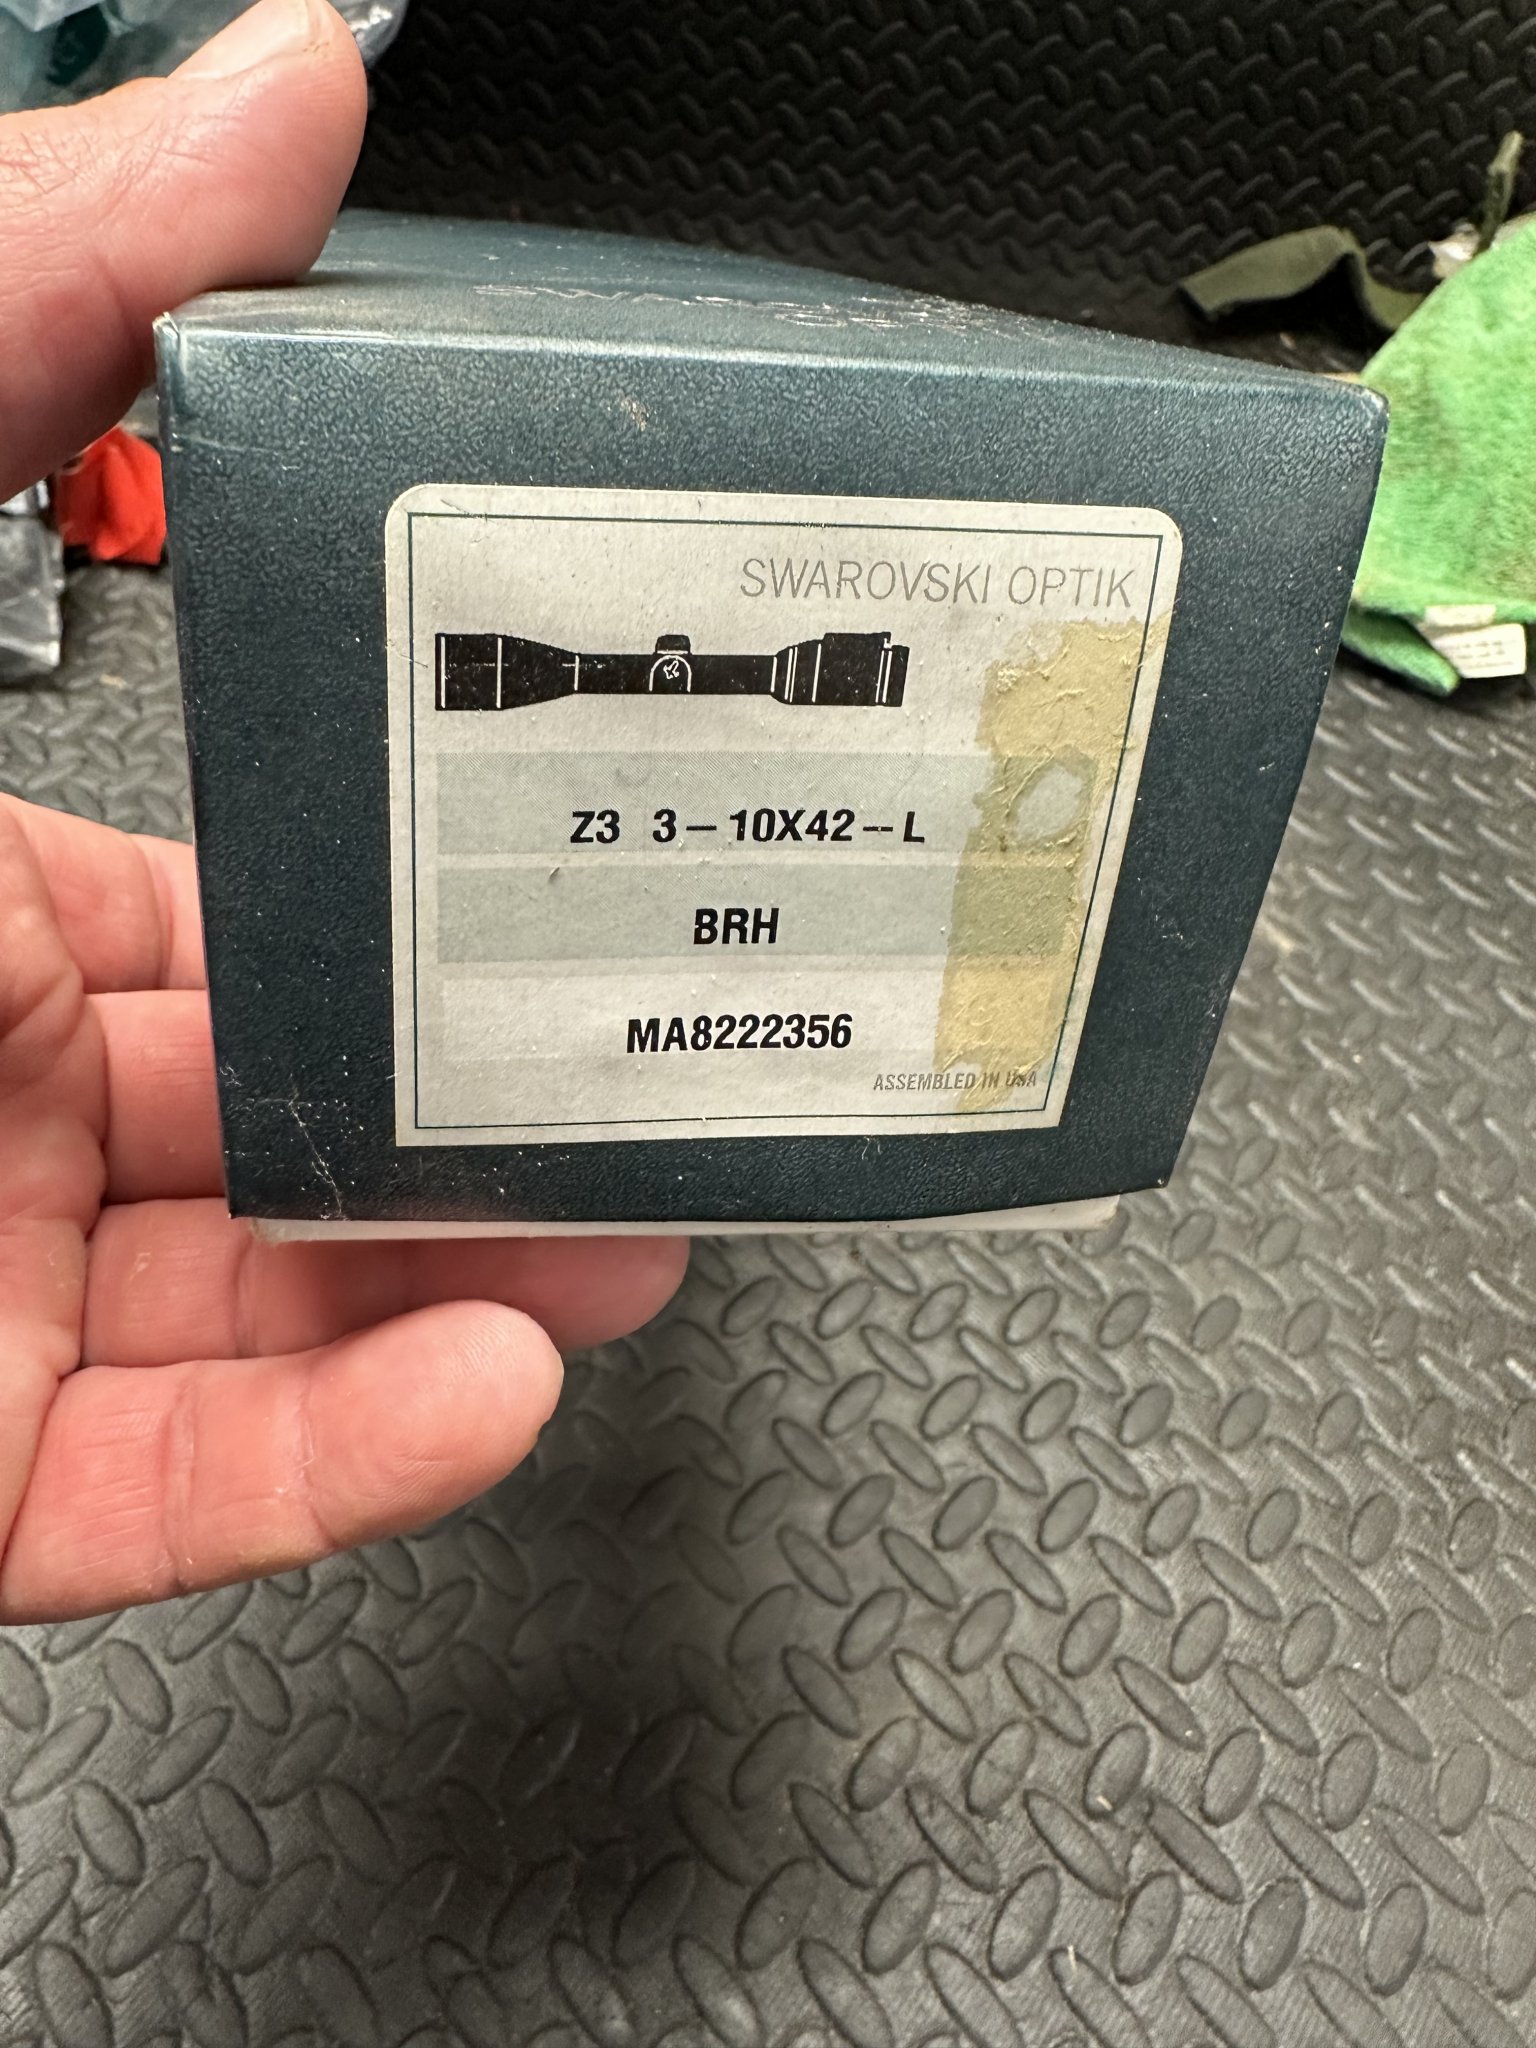 SWAROVSKI OPTIK
Z3 3-10X42-L
BRH
MA8222356
ASSEMBLED IN USA